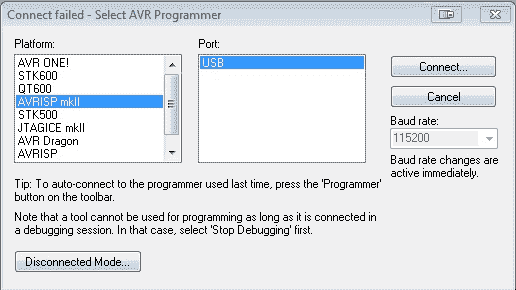 Connect failed - Select AVR Programmer
Platform:
AVR ONE!
STK600
QT600
AVRISP mkII
STK500
JTAGICE mkII
AVR Dragon
AVRISP
Port:
USB
Connect...
Cancel
Baud rate:
115200
Baud rate changes are
active immediately.
Tip: To auto-connect to the programmer used last time, press the 'Programmer'
button on the toolbar.
Note that a tool cannot be used for programming as long as it is connected in
a debugging session. In that case, select 'Stop Debugging' first.
Disconnected Mode...